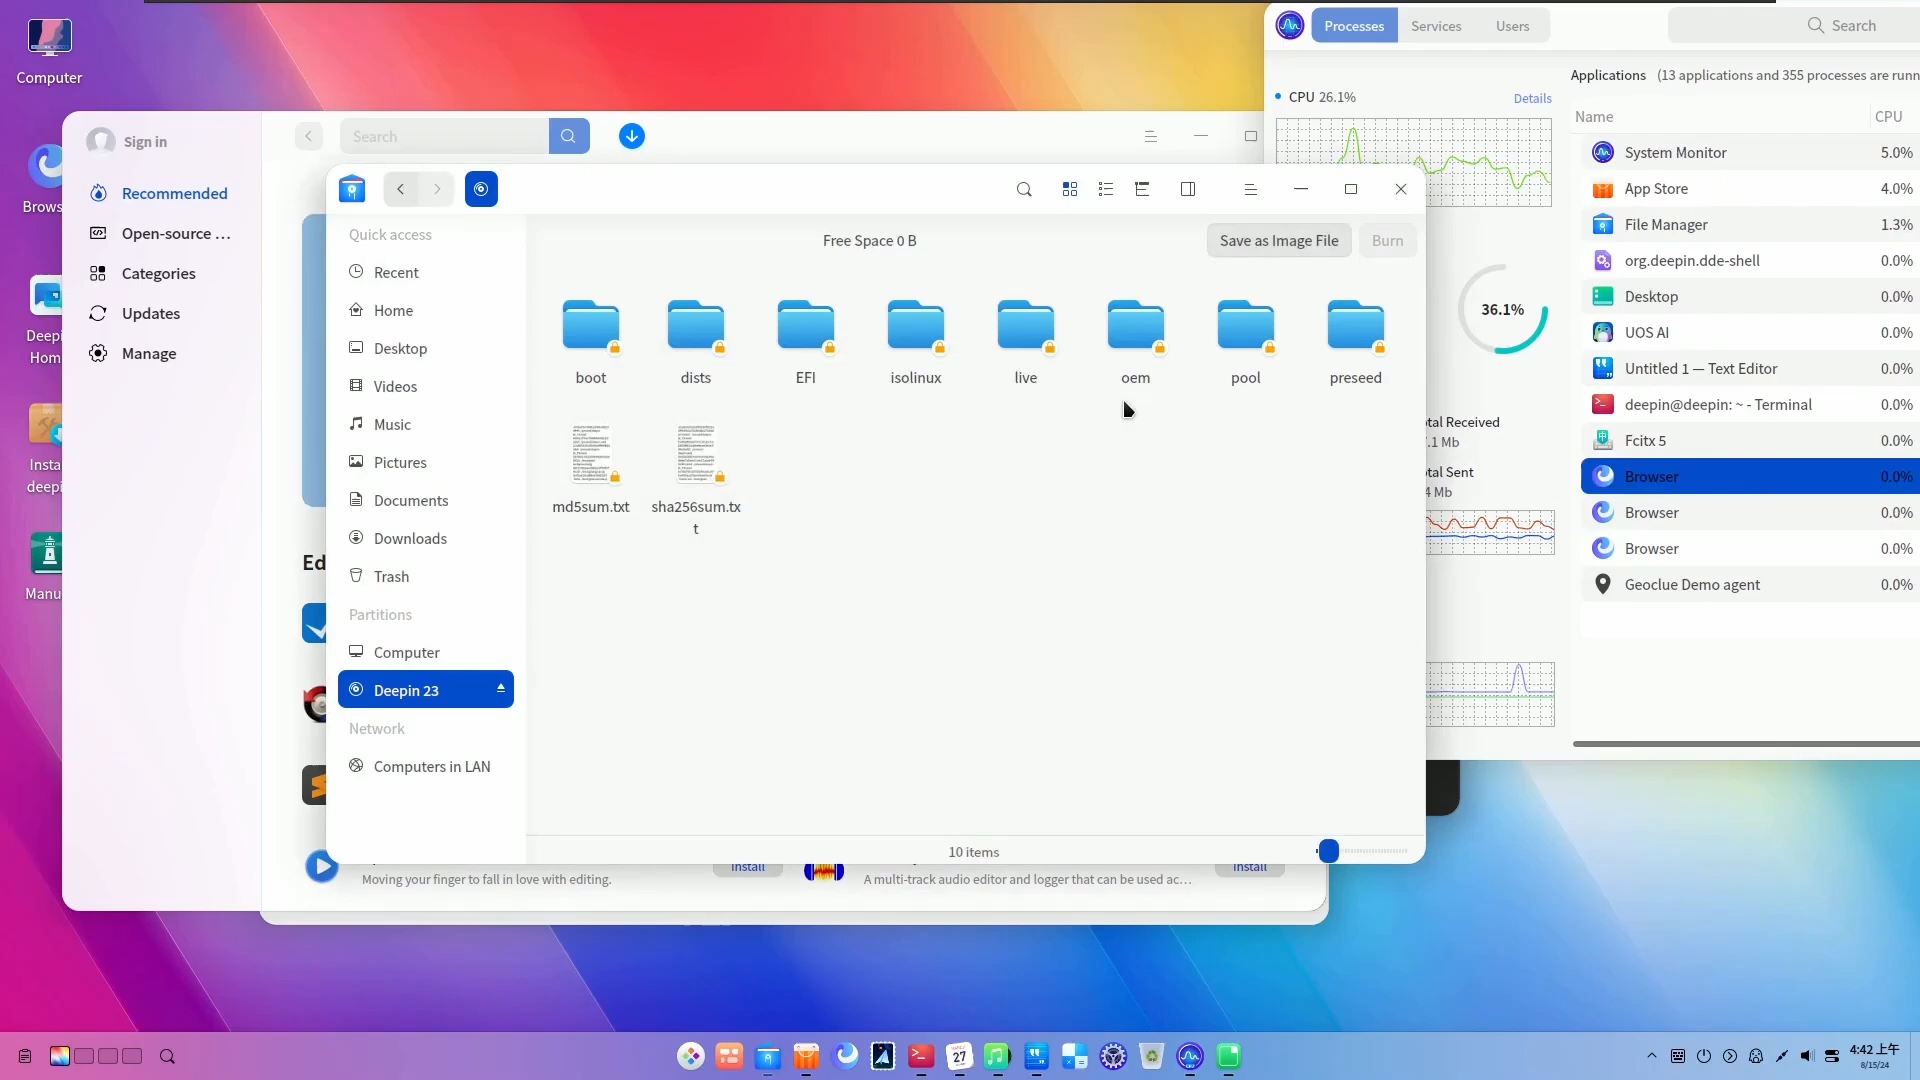 Computer
Brows
Deepi
Hom
Insta
deepi
Manu
Sign in
Recommended
Open-source ...
Categories
Updates
Manage
Search
Ed
Moving your finger to fall in love with editing.
Install
A multi-track audio editor and logger that can be used ac...
Install
Quick access
Recent
Home
Desktop
Videos
Music
Pictures
Documents
Downloads
Trash
Partitions
Computer
Deepin 23
Network
Computers in LAN
Free Space 0 B
Save as Image File
Burn
boot
dists
EFI
isolinux
live
oem
pool
preseed
md5sum.txt
sha256sum.tx
t
10 items
Processes
Services
Users
Search
CPU 26.1%
Details
36.1%
otal Received
7.1 Mb
otal Sent
4 Mb
Applications (13 applications and 355 processes are runn
Name CPU
System Monitor 5.0%
App Store 4.0%
File Manager 1.3%
org.deepin.dde-shell 0.0%
Desktop 0.0%
UOS AI 0.0%
Untitled 1 — Text Editor 0.0%
deepin@deepin: ~ - Terminal 0.0%
Fcitx 5 0.0%
Browser 0.0%
Browser 0.0%
Browser 0.0%
Geoclue Demo agent 0.0%
27
4:42 上午
8/15/24